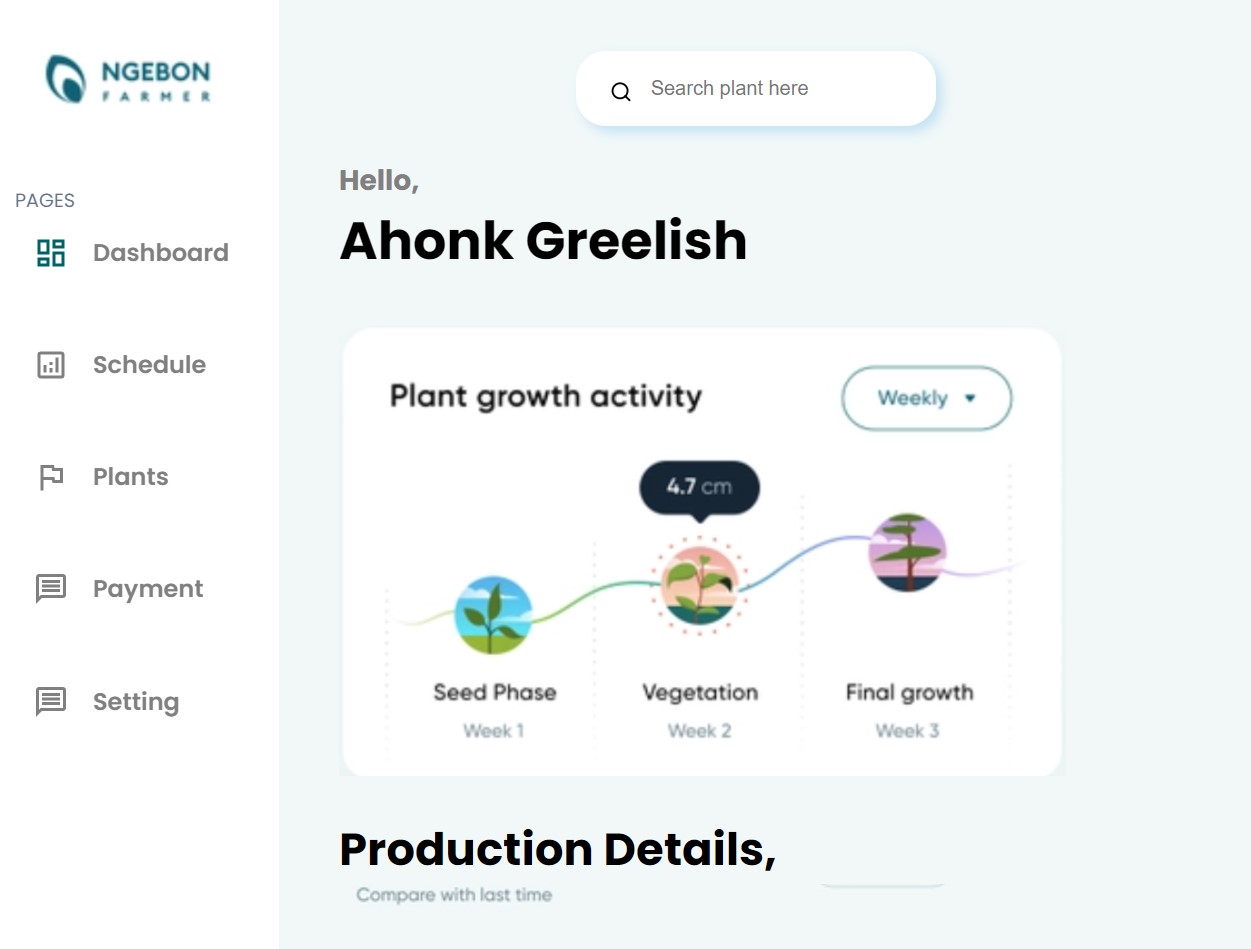 NGEBON
FARMER
Search plant here
Hello,
Ahonk Greelish
PAGES
Dashboard
Schedule
Plants
Payment
Setting
Plant growth activity
Weekly
4.7 cm
Seed Phase
Vegetation
Final growth
Week 1
Week 2
Week 3
Production Details,
Compare with last time